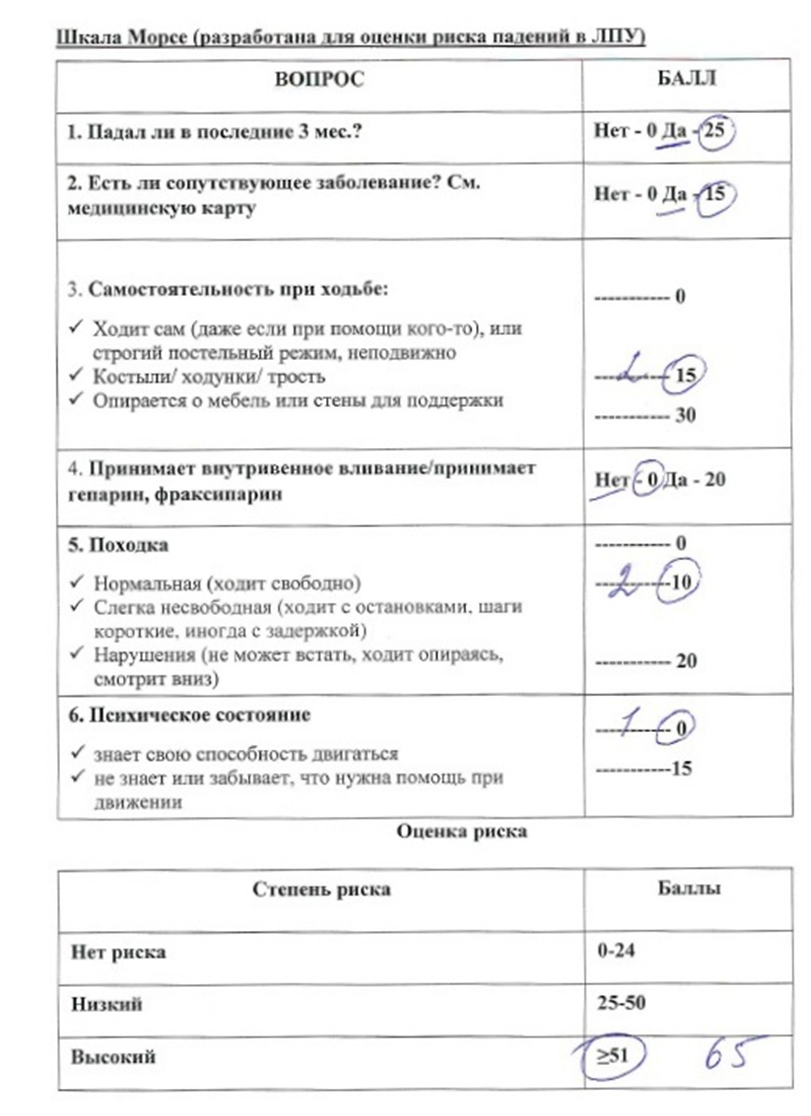 Шкала Морсе (разработана для оценки риска падений в ЛПУ)
ВОПРОС БАЛЛ
1. Падал ли в последние 3 мес.? Нет - 0 Да - 25
2. Есть ли сопутствующее заболевание? См.
медицинскую карту
Нет - 0 Да - 15
3. Самостоятельность при ходьбе:
------------ 0
✓ Ходит сам (даже если при помощи кого-то), или
строгий постельный режим, неподвижно
✓ Костыли/ ходунки/ трость
------------ 15
✓ Опирается о мебель или стены для поддержки
------------ 30
4. Принимает внутривенное вливание/принимает
гепарин, фраксипарин
Нет - 0 Да - 20
5. Походка
------------ 0
✓ Нормальная (ходит свободно)
2 ------------10
✓ Слегка несвободная (ходит с остановками, шаги
короткие, иногда с задержкой)
✓ Нарушения (не может встать, ходит опираясь,
смотрит вниз)
------------ 20
6. Психическое состояние
1 ------------ 0
✓ знает свою способность двигаться
✓ не знает или забывает, что нужна помощь при
движении
------------15
Оценка риска
Степень риска Баллы
Нет риска 0-24
Низкий 25-50
Высокий ≥51 65